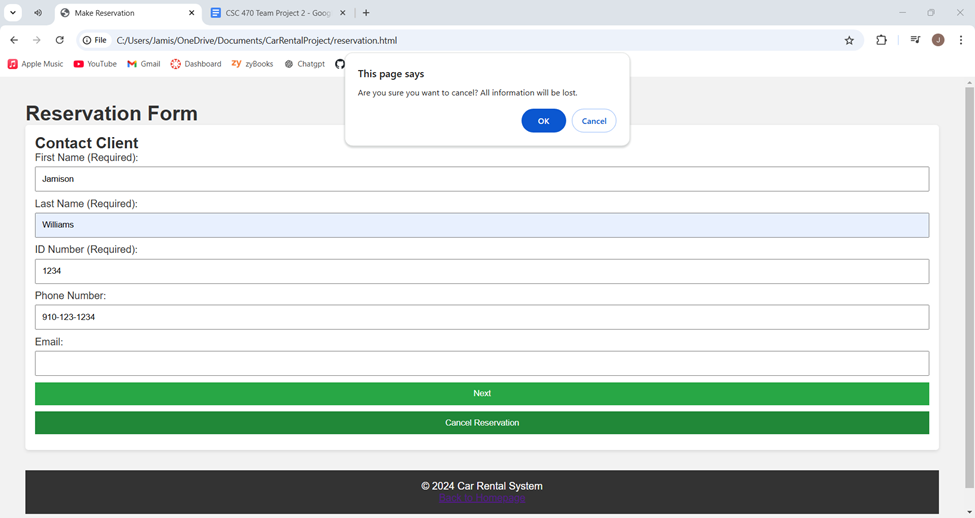 Make Reservation
CSC 470 Team Project 2 - Goog
File
C:/Users/Jamis/OneDrive/Documents/CarRentalProject/reservation.html
J
Apple Music
YouTube
Gmail
Dashboard
zy zyBooks
Chatgpt
This page says
Are you sure you want to cancel? All information will be lost.
OK
Cancel
Reservation Form
Contact Client
First Name (Required):
Jamison
Last Name (Required):
Williams
ID Number (Required):
1234
Phone Number:
910-123-1234
Email:
Next
Cancel Reservation
© 2024 Car Rental System